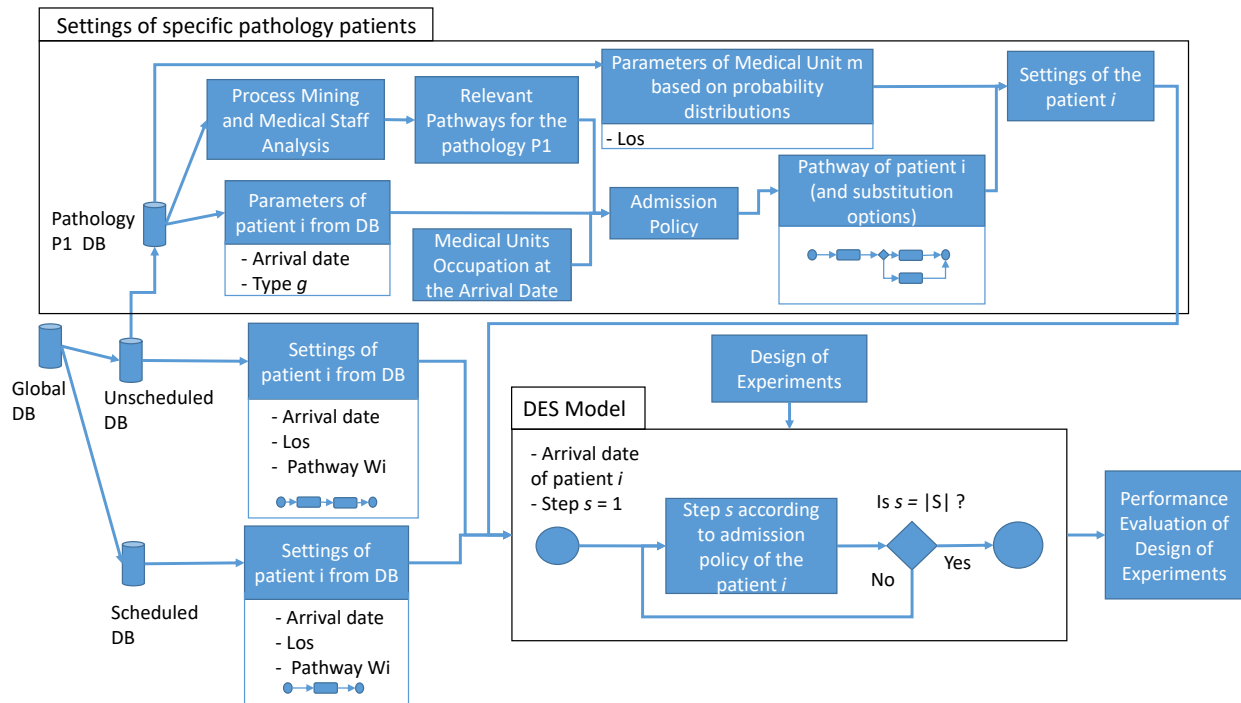 Settings of specific pathology patients
Process Mining
and Medical Staff
Analysis
Relevant
Pathways for the
pathology P1
Parameters of Medical Unit m
based on probability
distributions
- Los
Settings of the
patient i
Pathology
P1 DB
Parameters of
patient i from DB
- Arrival date
- Type g
Medical Units
Occupation at
the Arrival Date
Admission
Policy
Pathway of patient i
(and substitution
options)
Global
DB
Unscheduled
DB
Settings of
patient i from DB
- Arrival date
- Los
- Pathway Wi
Scheduled
DB
Settings of
patient i from DB
- Arrival date
- Los
- Pathway Wi
Design of
Experiments
DES Model
- Arrival date
of patient i
- Step s = 1
Step s according
to admission
policy of the
patient i
Is s = |S| ?
No
Yes
Performance
Evaluation of
Design of
Experiments